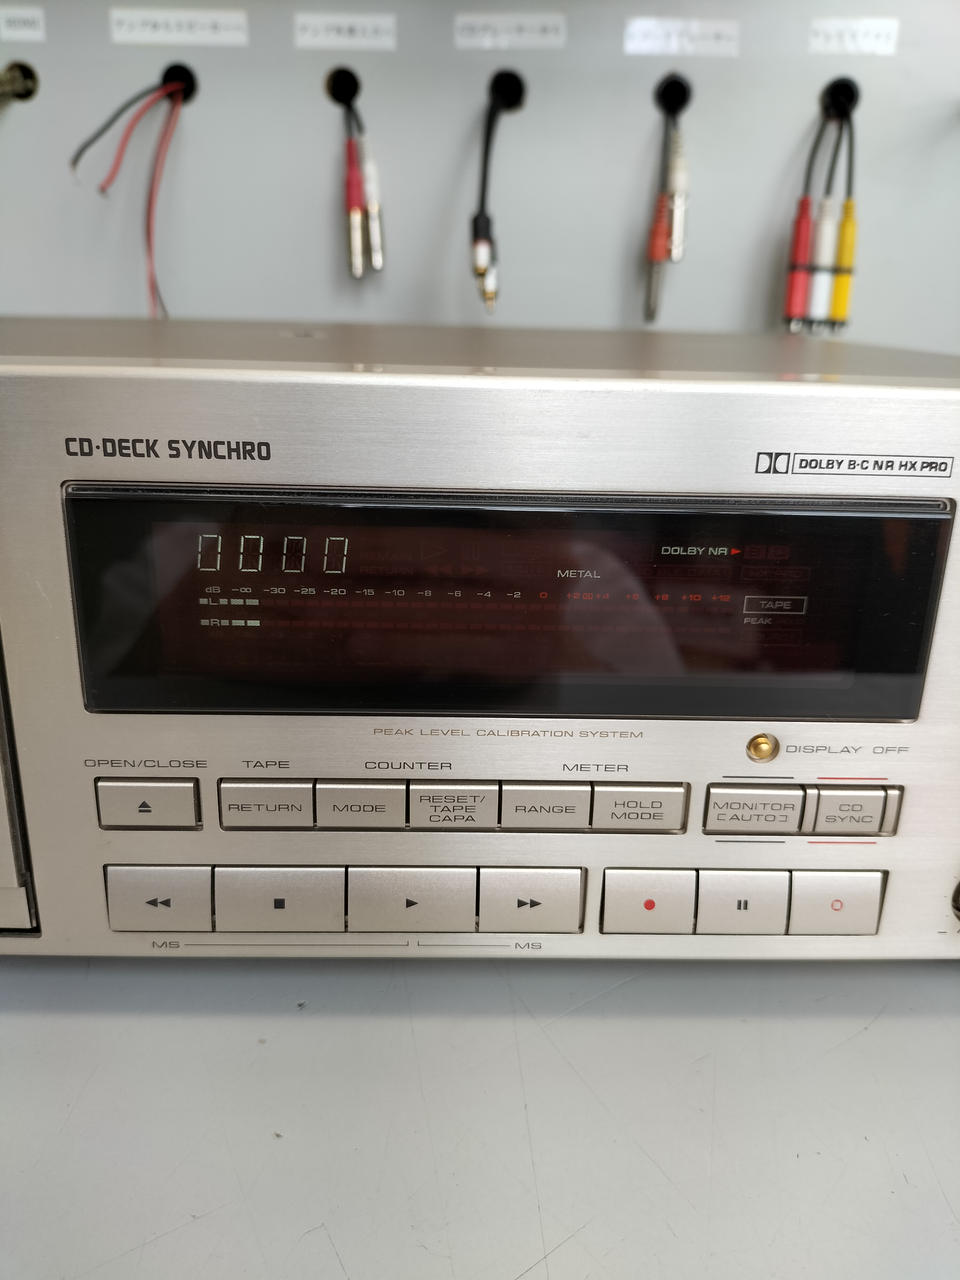 CD·DECK SYNCHRO
DOLBY B·C NR HX PRO
0000
DOLBY NR
METAL
dB -∞ -30 -25 -20 -15 -10 -8 -6 -4 -2 0 +2 +4 +6 +8 +10 +12
L
R
TAPE
PEAK
PEAK LEVEL CALIBRATION SYSTEM
DISPLAY OFF
OPEN/CLOSE
TAPE
COUNTER
METER
RETURN
MODE
RESET/
TAPE
CAPA
RANGE
HOLD
MODE
MONITOR
[AUTO]
CD
SYNC
MS
MS